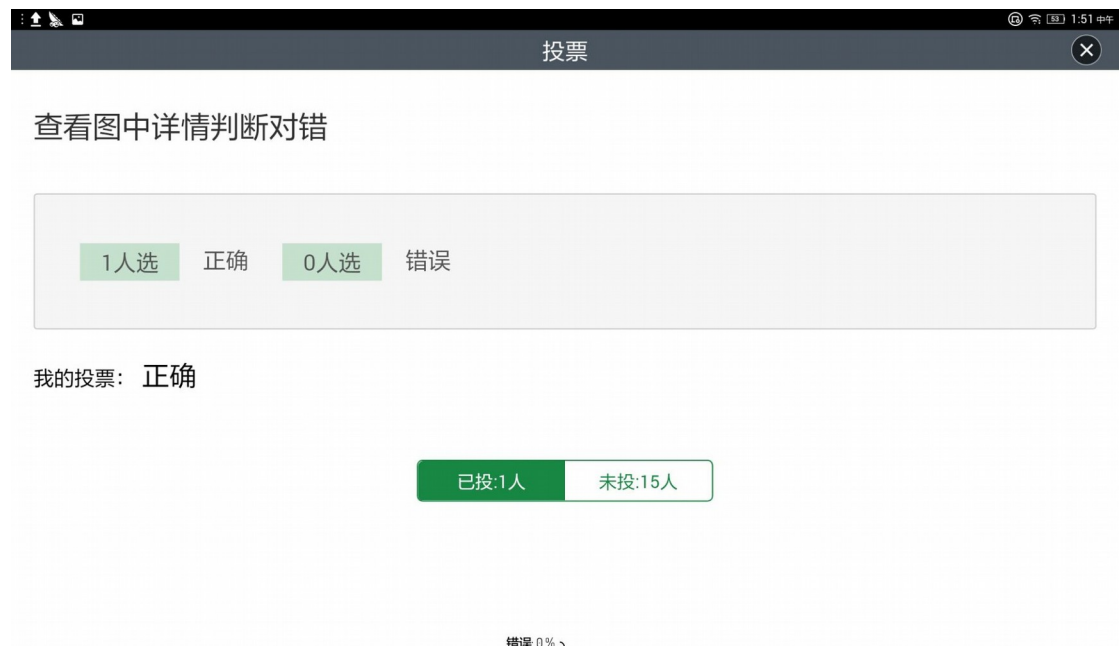 53 1:51 中午
投票
查看图中详情判断对错
1人选 正确 0人选 错误
我的投票： 正确
已投:1人 未投:15人
错误:0%